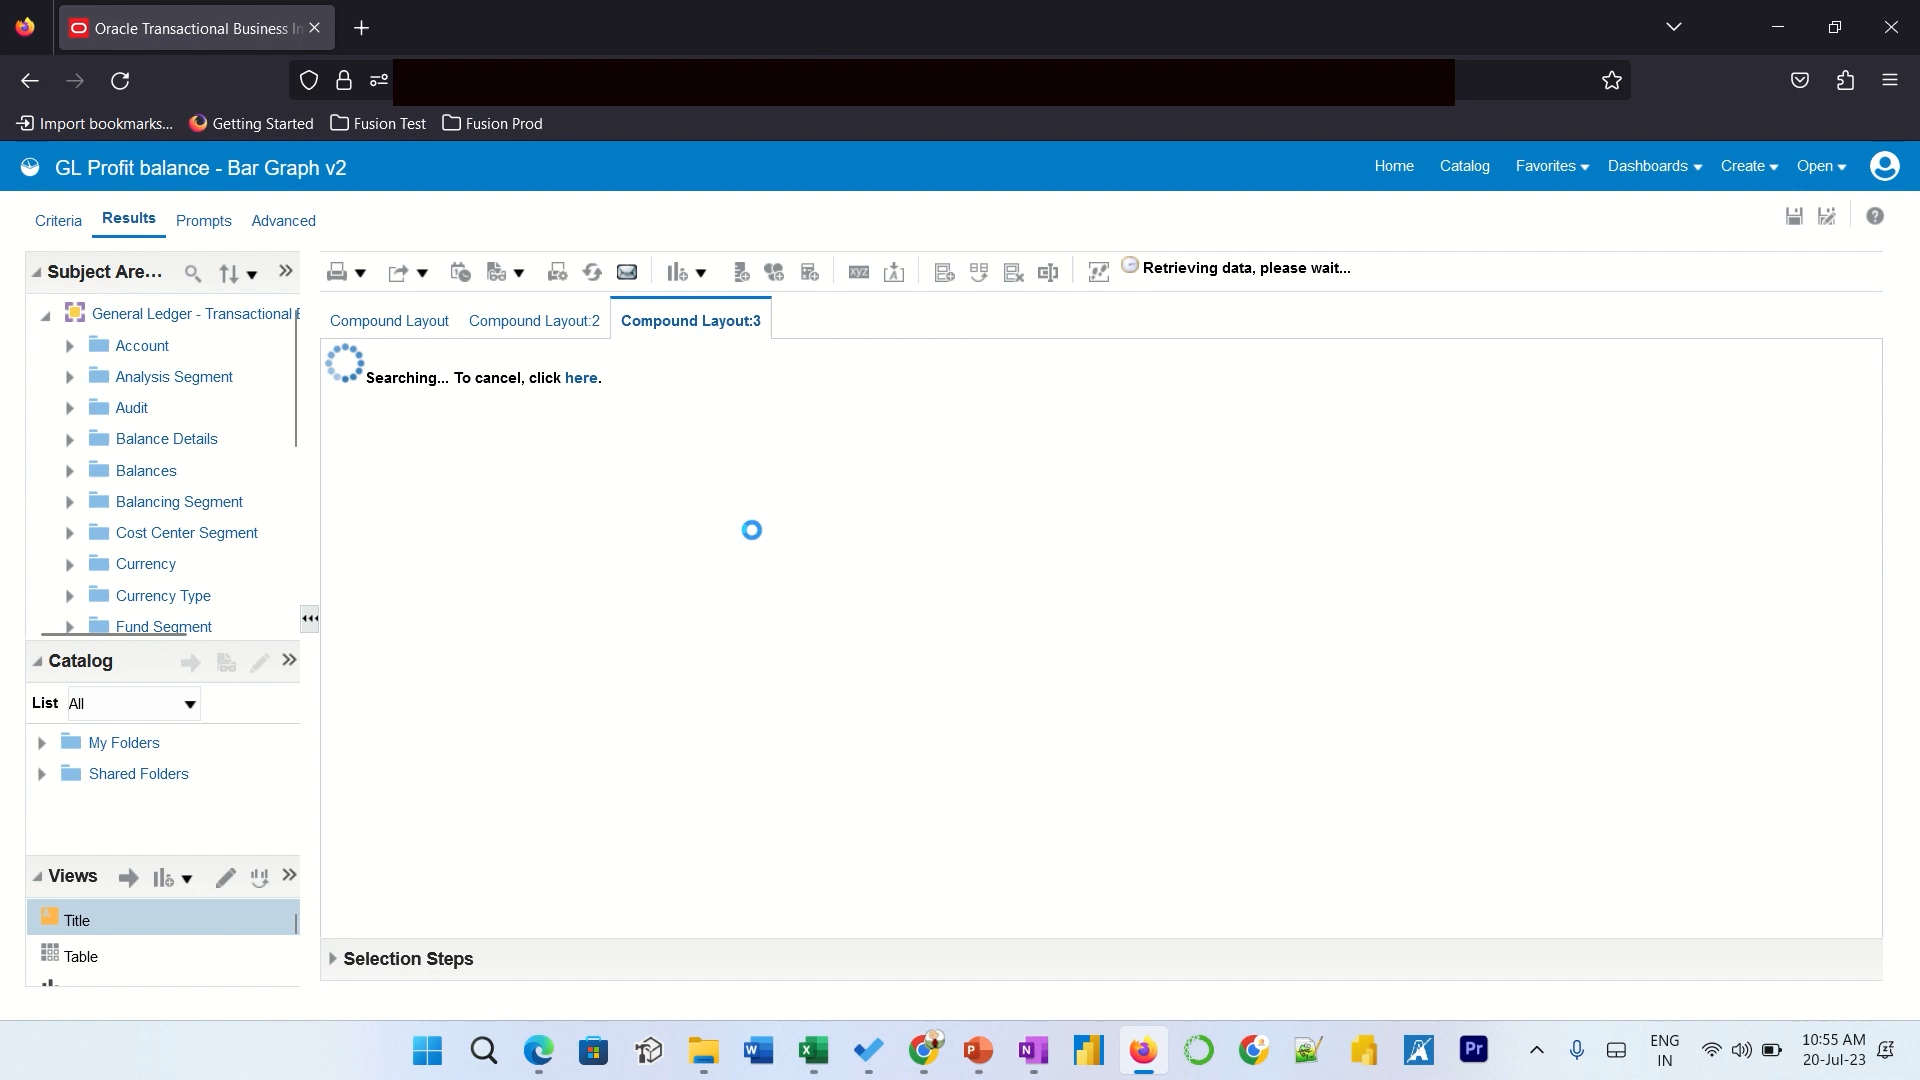 Oracle Transactional Business In
Import bookmarks... Getting Started Fusion Test Fusion Prod
GL Profit balance - Bar Graph v2
Home Catalog Favorites Dashboards Create Open
Criteria Results Prompts Advanced
Subject Are...
Retrieving data, please wait...
General Ledger - Transactional
Compound Layout Compound Layout:2 Compound Layout:3
Account
Searching... To cancel, click here.
Analysis Segment
Audit
Balance Details
Balances
Balancing Segment
Cost Center Segment
Currency
Currency Type
Fund Segment
Catalog
List All
My Folders
Shared Folders
Views
Title
Table
Selection Steps
ENG
IN
10:55 AM
20-Jul-23